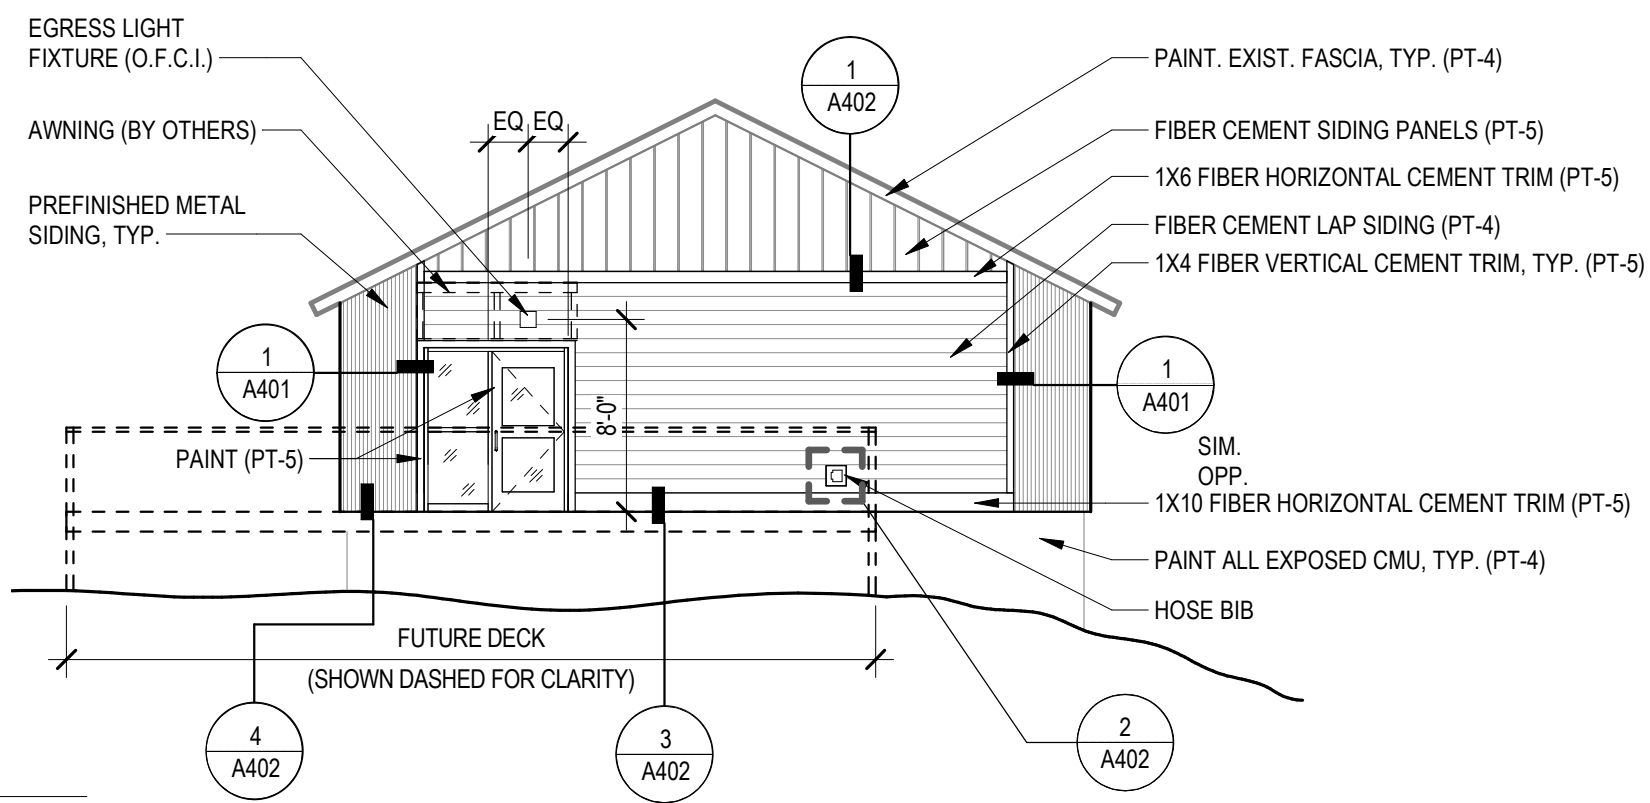 EGRESS LIGHT
FIXTURE (O.F.C.I.)
AWNING (BY OTHERS)
PREFINISHED METAL
SIDING, TYP.
EQ EQ
1
A402
PAINT. EXIST. FASCIA, TYP. (PT-4)
FIBER CEMENT SIDING PANELS (PT-5)
1X6 FIBER HORIZONTAL CEMENT TRIM (PT-5)
FIBER CEMENT LAP SIDING (PT-4)
1X4 FIBER VERTICAL CEMENT TRIM, TYP. (PT-5)
1
A401
1
A401
8'-0"
PAINT (PT-5)
SIM.
OPP.
1X10 FIBER HORIZONTAL CEMENT TRIM (PT-5)
PAINT ALL EXPOSED CMU, TYP. (PT-4)
HOSE BIB
FUTURE DECK
(SHOWN DASHED FOR CLARITY)
4
A402
3
A402
2
A402